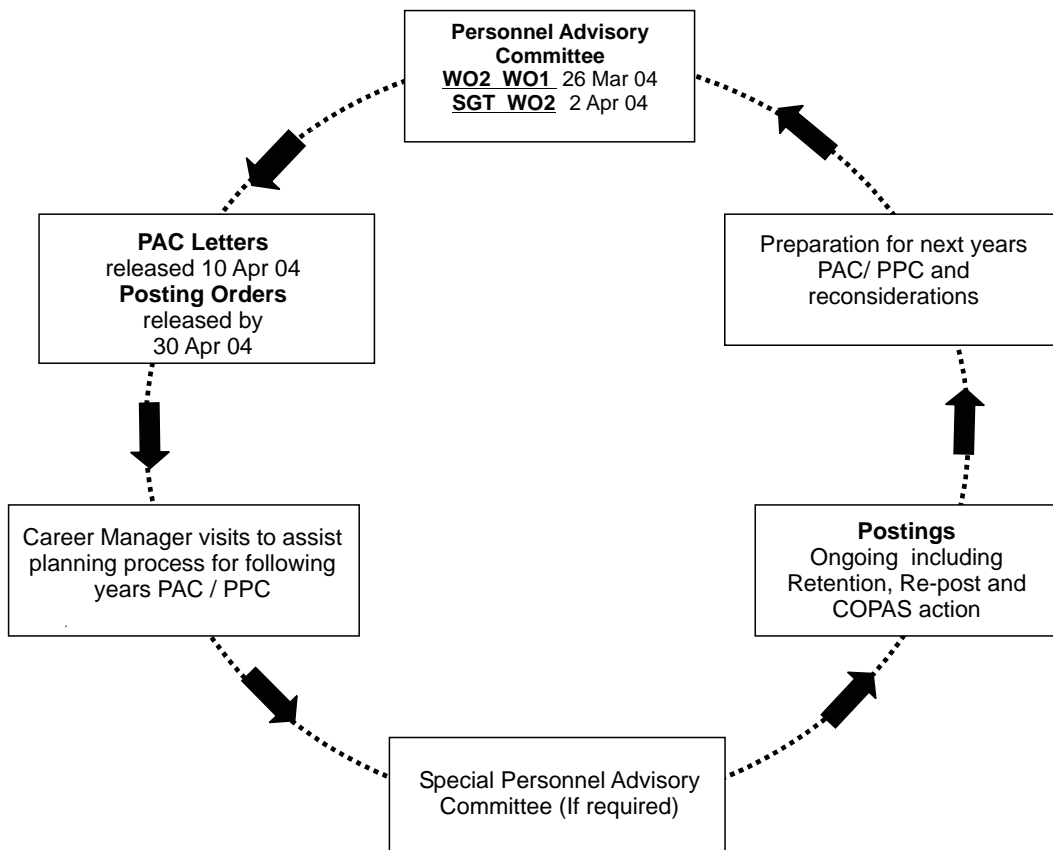 Personnel Advisory
Committee
WO2 WO1 26 Mar 04
SGT WO2 2 Apr 04
PAC Letters
released 10 Apr 04
Posting Orders
released by
30 Apr 04
Preparation for next years
PAC/ PPC and
reconsiderations
Career Manager visits to assist
planning process for following
years PAC / PPC
Postings
Ongoing including
Retention, Re-post and
COPAS action
Special Personnel Advisory
Committee (If required)